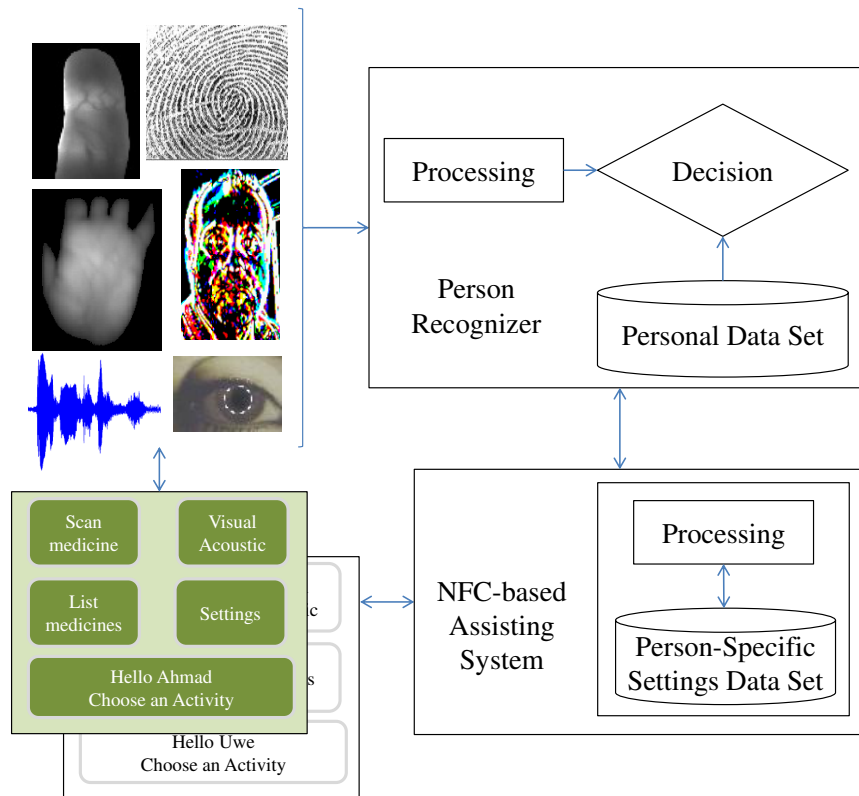 Processing
Decision
Person
Recognizer
Personal Data Set
Scan
medicine
Visual
Acoustic
List
medicines
Settings
Hello Ahmad
Choose an Activity
ic
s
Hello Uwe
Choose an Activity
NFC-based
Assisting
System
Processing
Person-Specific
Settings Data Set